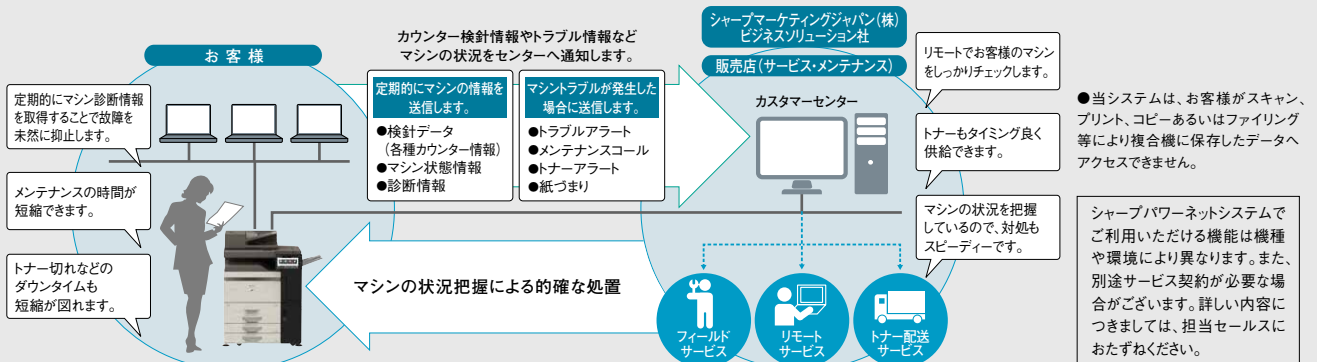 お客様
定期的にマシン診断情報
を取得することで故障を
未然に抑止します。
メンテナンスの時間が
短縮できます。
トナー切れなどの
ダウンタイムも
短縮が図れます。
カウンター検針情報やトラブル情報など
マシンの状況をセンターへ通知します。
定期的にマシンの情報を
送信します。
●検針データ
（各種カウンター情報）
●マシン状態情報
●診断情報
マシントラブルが発生した
場合に送信します。
●トラブルアラート
●メンテナンスコール
●トナーアラート
●紙づまり
マシンの状況把握による的確な処置
シャープマーケティングジャパン（株）
ビジネスソリューション社
販売店（サービス・メンテナンス）
カスタマーセンター
フィールド
サービス
リモート
サービス
トナー配送
サービス
リモートでお客様のマシン
をしっかりチェックします。
トナーもタイミング良く
供給できます。
マシンの状況を把握
しているので、対処も
スピーディーです。
●当システムは、お客様がスキャン、
プリント、コピーあるいはファイリング
等により複合機に保存したデータへ
アクセスできません。
シャープパワーネットシステムで
ご利用いただける機能は機種
や環境により異なります。また、
別途サービス契約が必要な場
合がございます。詳しい内容に
つきましては、担当セールスに
おたずねください。